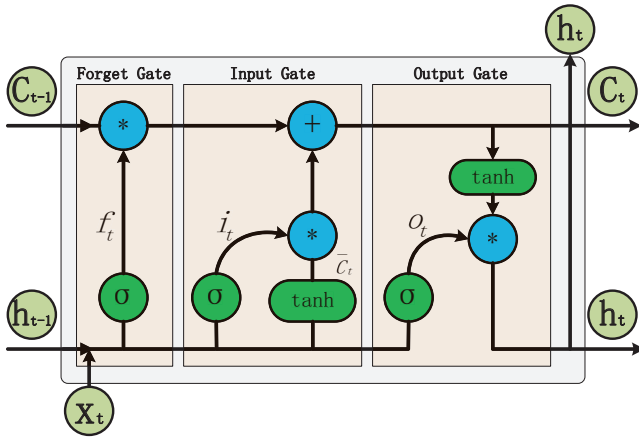 hₜ
Forget Gate Input Gate Output Gate
Cₜ₋₁ * + Cₜ
tanh
fₜ iₜ * oₜ *
C̄ₜ
σ σ tanh σ
hₜ₋₁ hₜ
Xₜ